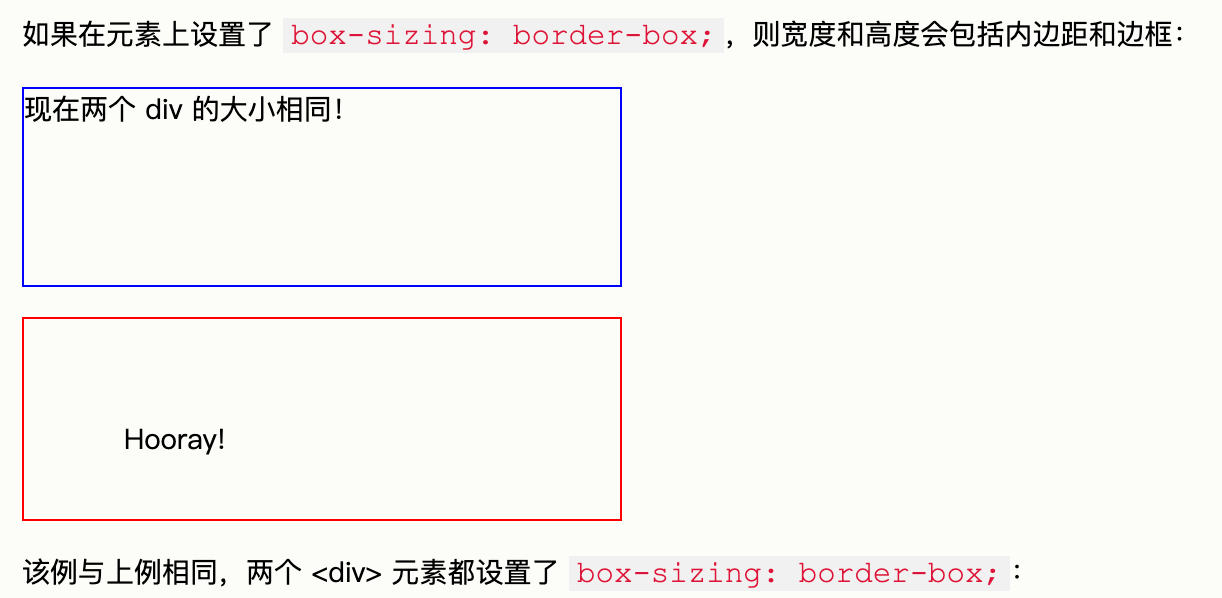 如果在元素上设置了 box-sizing: border-box;，则宽度和高度会包括内边距和边框：
现在两个 div 的大小相同！
Hooray!
该例与上例相同，两个 <div> 元素都设置了 box-sizing: border-box;：